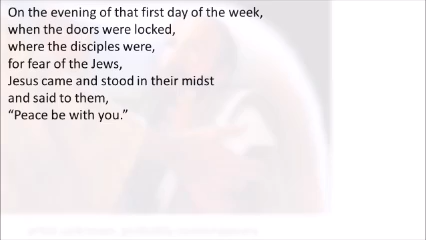 On the evening of that first day of the week,
when the doors were locked,
where the disciples were,
for fear of the Jews,
Jesus came and stood in their midst
and said to them,
“Peace be with you.”